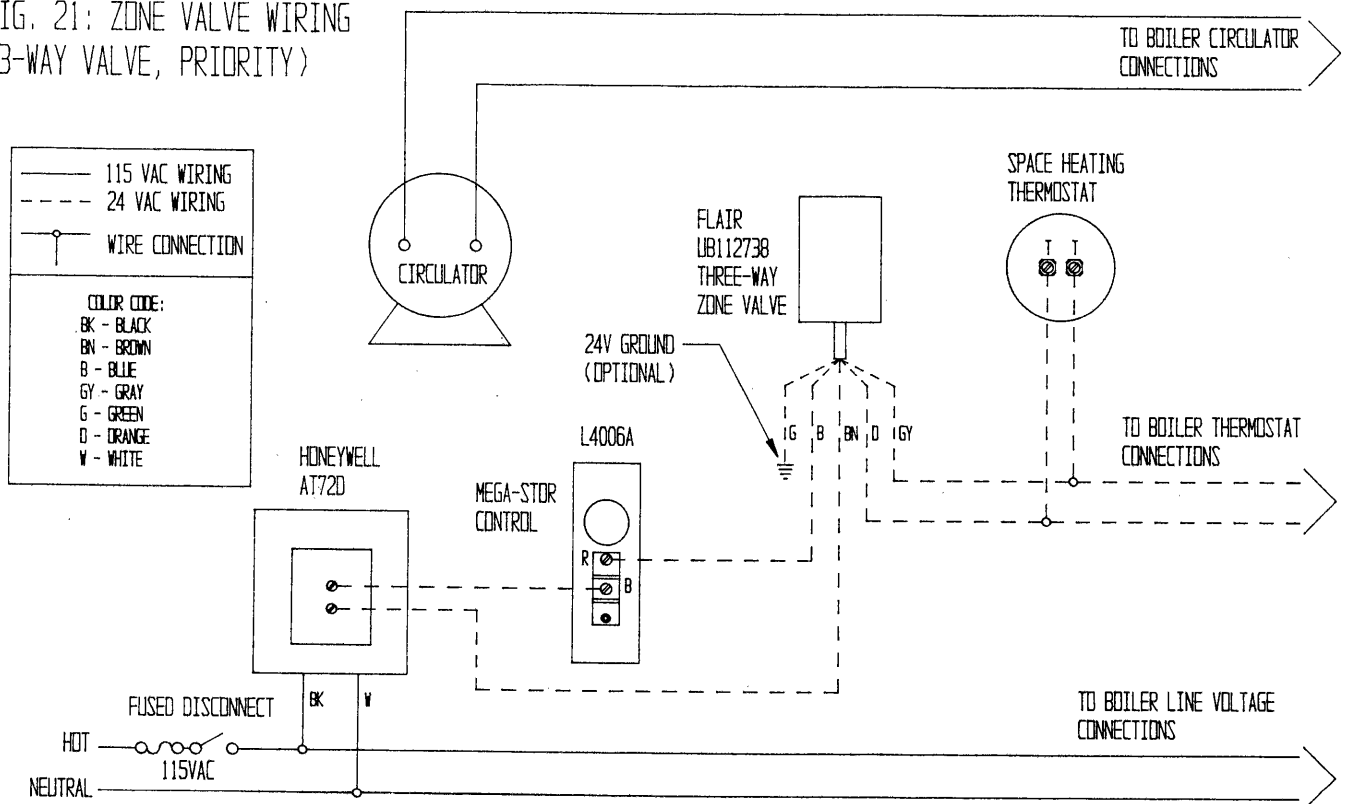 IG. 21: ZONE VALVE WIRING
3-WAY VALVE, PRIORITY)
TO BOILER CIRCULATOR
CONNECTIONS
115 VAC WIRING
24 VAC WIRING
WIRE CONNECTION
COLOR CODE:
BK - BLACK
BN - BROWN
B - BLUE
GY - GRAY
G - GREEN
O - ORANGE
W - WHITE
CIRCULATOR
FLAIR
UB112738
THREE-WAY
ZONE VALVE
SPACE HEATING
THERMOSTAT
T T
24V GROUND
(OPTIONAL)
G B BN O GY
TO BOILER THERMOSTAT
CONNECTIONS
HONEYWELL
AT72D
L4006A
MEGA-STOR
CONTROL
R
B
BK W
FUSED DISCONNECT
HOT
115VAC
NEUTRAL
TO BOILER LINE VOLTAGE
CONNECTIONS